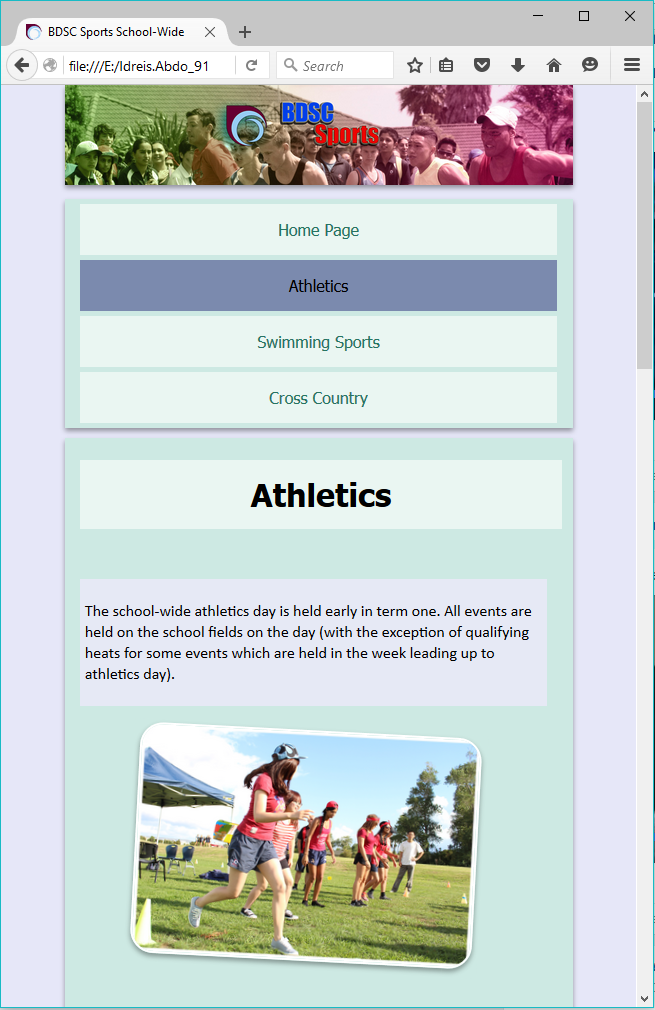 BDSC Sports School-Wide
file:///E:/Idreis.Abdo_91
Search
BDSC
Sports
Home Page
Athletics
Swimming Sports
Cross Country
Athletics
The school-wide athletics day is held early in term one. All events are
held on the school fields on the day (with the exception of qualifying
heats for some events which are held in the week leading up to
athletics day).